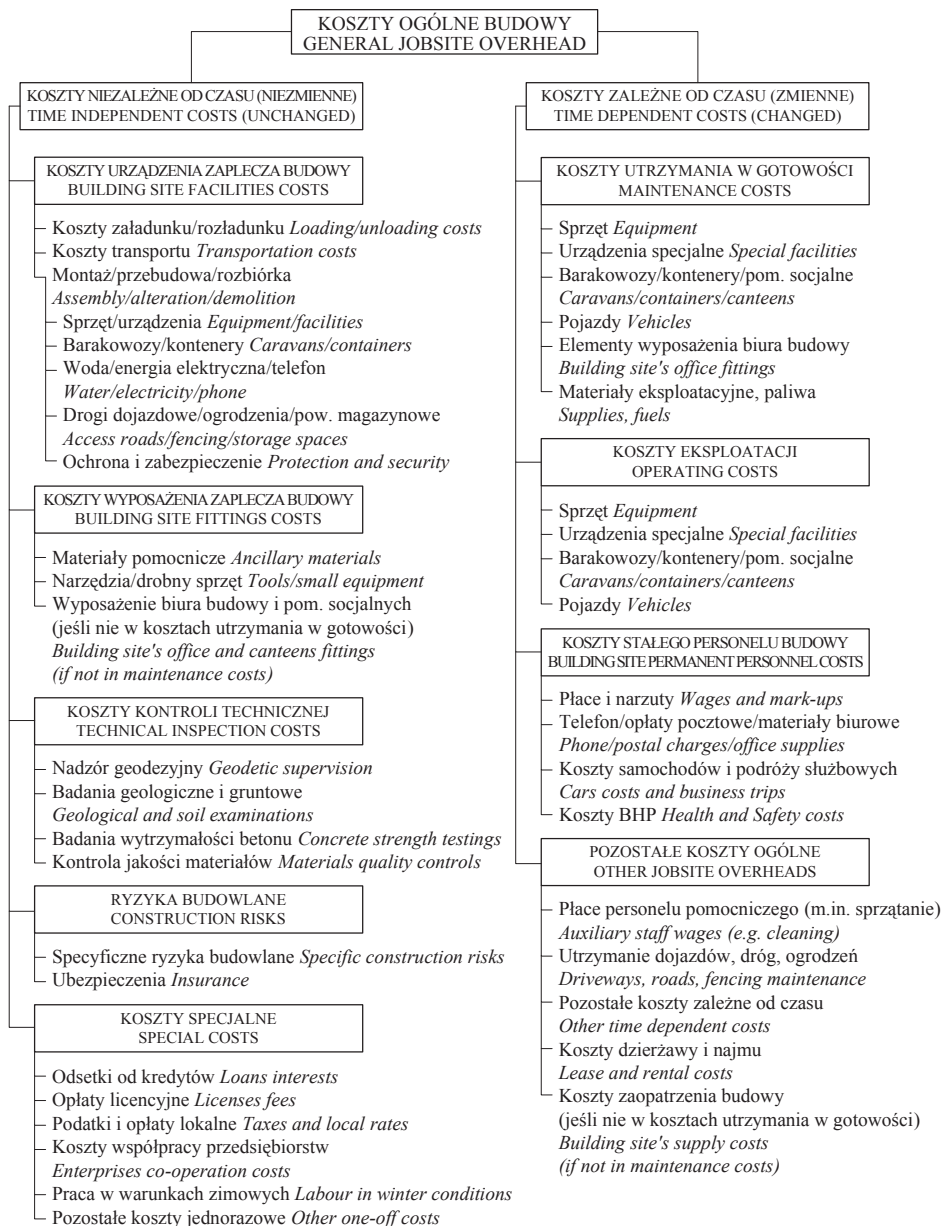 KOSZTY OGÓLNE BUDOWY
GENERAL JOBSITE OVERHEAD
KOSZTY NIEZALEŻNE OD CZASU (NIEZMIENNE)
TIME INDEPENDENT COSTS (UNCHANGED)
KOSZTY URZĄDZENIA ZAPLECZA BUDOWY
BUILDING SITE FACILITIES COSTS
Koszty załadunku/rozładunku Loading/unloading costs
Koszty transportu Transportation costs
Montaż/przebudowa/rozbiórka
Assembly/alteration/demolition
Sprzęt/urządzenia Equipment/facilities
Barakowozy/kontenery Caravans/containers
Woda/energia elektryczna/telefon
Water/electricity/phone
Drogi dojazdowe/ogrodzenia/pow. magazynowe
Access roads/fencing/storage spaces
Ochrona i zabezpieczenie Protection and security
KOSZTY WYPOSAŻENIA ZAPLECZA BUDOWY
BUILDING SITE FITTINGS COSTS
Materiały pomocnicze Ancillary materials
Narzędzia/drobny sprzęt Tools/small equipment
Wyposażenie biura budowy i pom. socjalnych
(jeśli nie w kosztach utrzymania w gotowości)
Building site's office and canteens fittings
(if not in maintenance costs)
KOSZTY KONTROLI TECHNICZNEJ
TECHNICAL INSPECTION COSTS
Nadzór geodezyjny Geodetic supervision
Badania geologiczne i gruntowe
Geological and soil examinations
Badania wytrzymałości betonu Concrete strength testings
Kontrola jakości materiałów Materials quality controls
RYZYKA BUDOWLANE
CONSTRUCTION RISKS
Specyficzne ryzyka budowlane Specific construction risks
Ubezpieczenia Insurance
KOSZTY SPECJALNE
SPECIAL COSTS
Odsetki od kredytów Loans interests
Opłaty licencyjne Licenses fees
Podatki i opłaty lokalne Taxes and local rates
Koszty współpracy przedsiębiorstw
Enterprises co-operation costs
Praca w warunkach zimowych Labour in winter conditions
Pozostałe koszty jednorazowe Other one-off costs
KOSZTY ZALEŻNE OD CZASU (ZMIENNE)
TIME DEPENDENT COSTS (CHANGED)
KOSZTY UTRZYMANIA W GOTOWOŚCI
MAINTENANCE COSTS
Sprzęt Equipment
Urządzenia specjalne Special facilities
Barakowozy/kontenery/pom. socjalne
Caravans/containers/canteens
Pojazdy Vehicles
Elementy wyposażenia biura budowy
Building site's office fittings
Materiały eksploatacyjne, paliwa
Supplies, fuels
KOSZTY EKSPLOATACJI
OPERATING COSTS
Sprzęt Equipment
Urządzenia specjalne Special facilities
Barakowozy/kontenery/pom. socjalne
Caravans/containers/canteens
Pojazdy Vehicles
KOSZTY STAŁEGO PERSONELU BUDOWY
BUILDING SITE PERMANENT PERSONNEL COSTS
Płace i narzuty Wages and mark-ups
Telefon/opłaty pocztowe/materiały biurowe
Phone/postal charges/office supplies
Koszty samochodów i podróży służbowych
Cars costs and business trips
Koszty BHP Health and Safety costs
POZOSTAŁE KOSZTY OGÓLNE
OTHER JOBSITE OVERHEADS
Płace personelu pomocniczego (m.in. sprzątanie)
Auxiliary staff wages (e.g. cleaning)
Utrzymanie dojazdów, dróg, ogrodzeń
Driveways, roads, fencing maintenance
Pozostałe koszty zależne od czasu
Other time dependent costs
Koszty dzierżawy i najmu
Lease and rental costs
Koszty zaopatrzenia budowy
(jeśli nie w kosztach utrzymania w gotowości)
Building site's supply costs
(if not in maintenance costs)